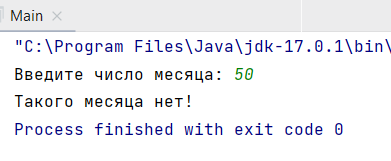 Main
"C:\Program Files\Java\jdk-17.0.1\bin\
Введите число месяца: 50
Такого месяца нет!
Process finished with exit code 0